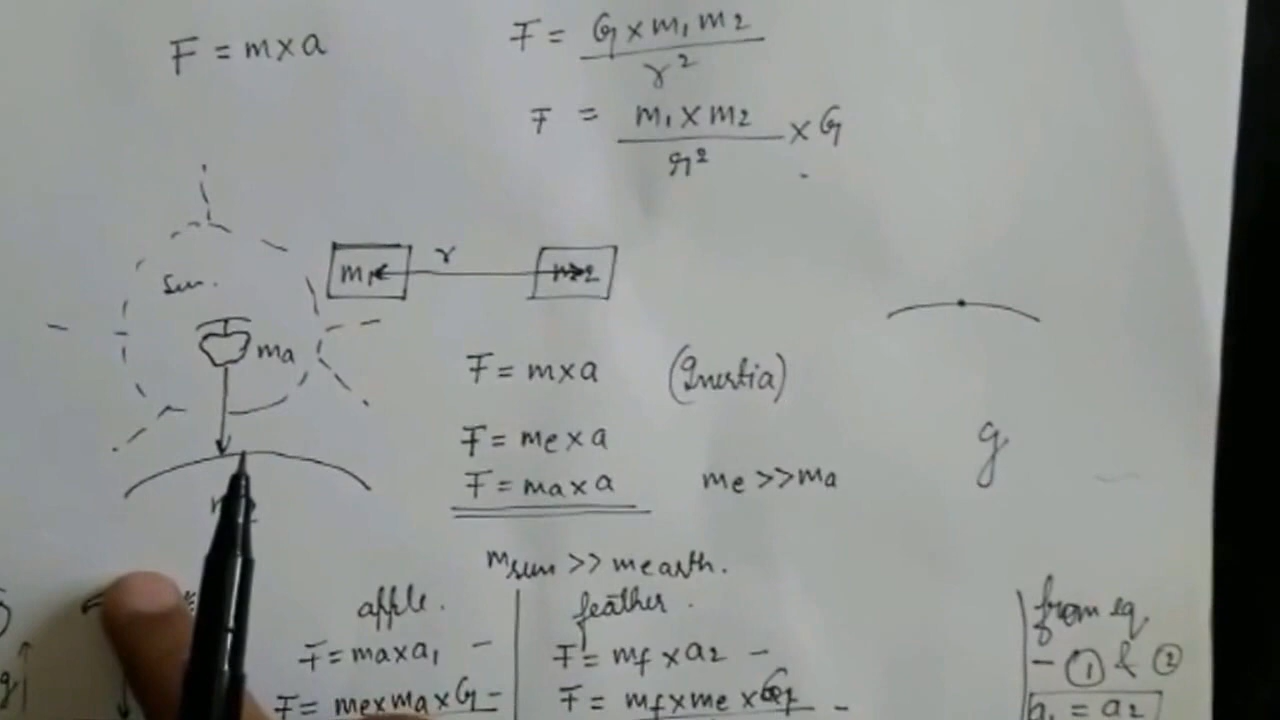 F = m x a
F = G x m1 m2 / r²
F = m1 x m2 / r² x G
Sun.
m1 r m2
ma
F = m x a (Inertia)
g
F = me x a
F = ma x a me >> ma
msun >> mearth.
apple. feather.
F = ma x a1 - F = mf x a2 -
F = me x ma x G - F = mf x me x G -
from eq
- ① & ②
a1 = a2